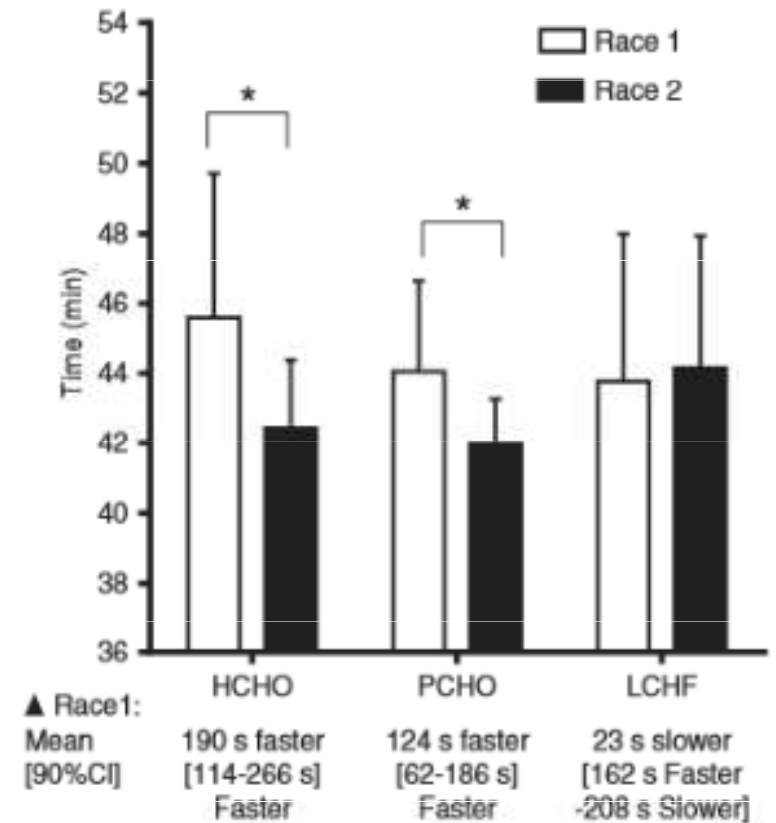 54
52
50
48
46
44
42
40
38
36
Time (min)
Race 1
Race 2
*
*
HCHO PCHO LCHF
▲ Race1:
Mean 190 s faster 124 s faster 23 s slower
[90%CI] [114-266 s] [62-186 s] [162 s Faster
Faster Faster -208 s Slower]